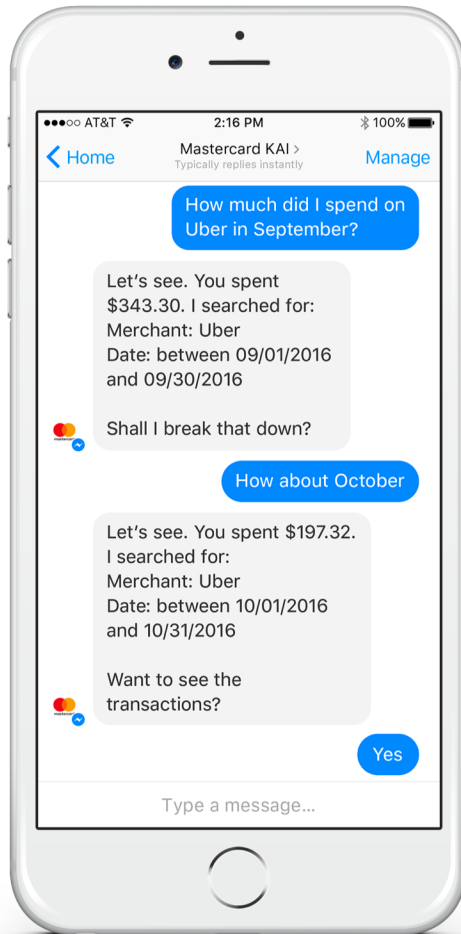 AT&T 2:16 PM 100%
Home Mastercard KAI > Manage
Typically replies instantly
How much did I spend on
Uber in September?
Let's see. You spent
$343.30. I searched for:
Merchant: Uber
Date: between 09/01/2016
and 09/30/2016
Shall I break that down?
mastercard
How about October
Let's see. You spent $197.32.
I searched for:
Merchant: Uber
Date: between 10/01/2016
and 10/31/2016
Want to see the
transactions?
mastercard
Yes
Type a message...